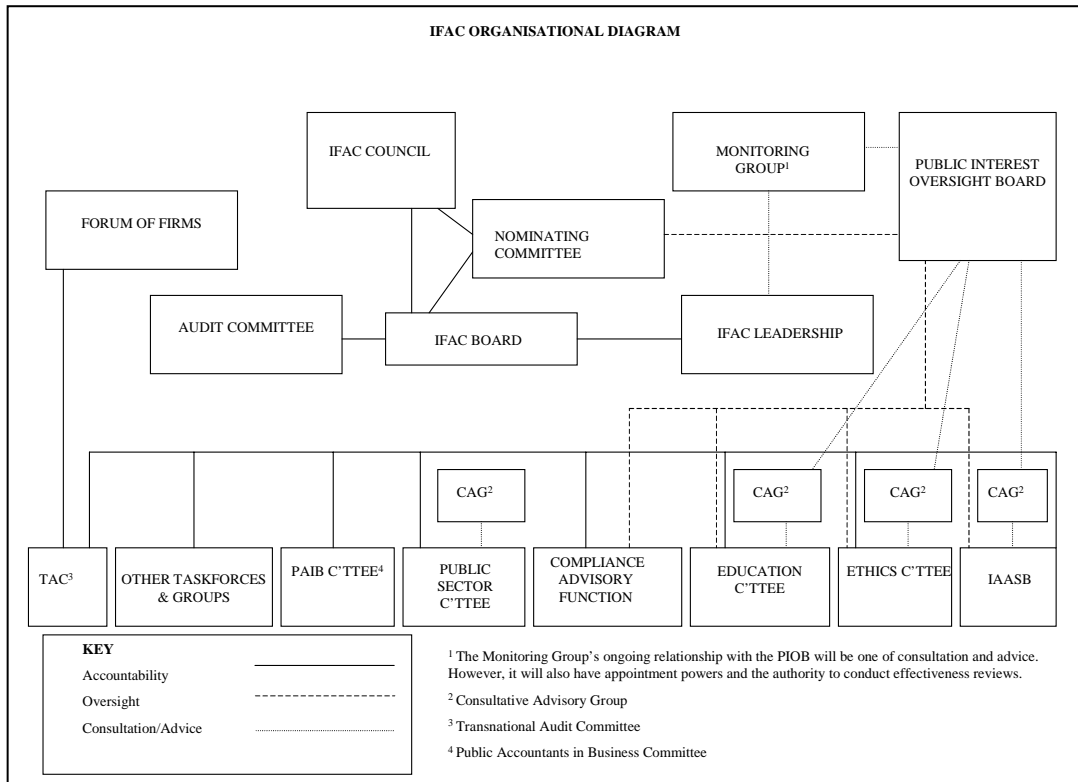 IFAC ORGANISATIONAL DIAGRAM
IFAC COUNCIL
MONITORING
GROUP¹
PUBLIC INTEREST
OVERSIGHT BOARD
FORUM OF FIRMS
NOMINATING
COMMITTEE
AUDIT COMMITTEE
IFAC BOARD
IFAC LEADERSHIP
CAG²
CAG²
CAG²
CAG²
TAC³
OTHER TASKFORCES
& GROUPS
PAIB C'TTEE⁴
PUBLIC
SECTOR
C'TTEE
COMPLIANCE
ADVISORY
FUNCTION
EDUCATION
C'TTEE
ETHICS C'TTEE
IAASB
KEY
Accountability
Oversight
Consultation/Advice
¹ The Monitoring Group's ongoing relationship with the PIOB will be one of consultation and advice.
However, it will also have appointment powers and the authority to conduct effectiveness reviews.
² Consultative Advisory Group
³ Transnational Audit Committee
⁴ Public Accountants in Business Committee